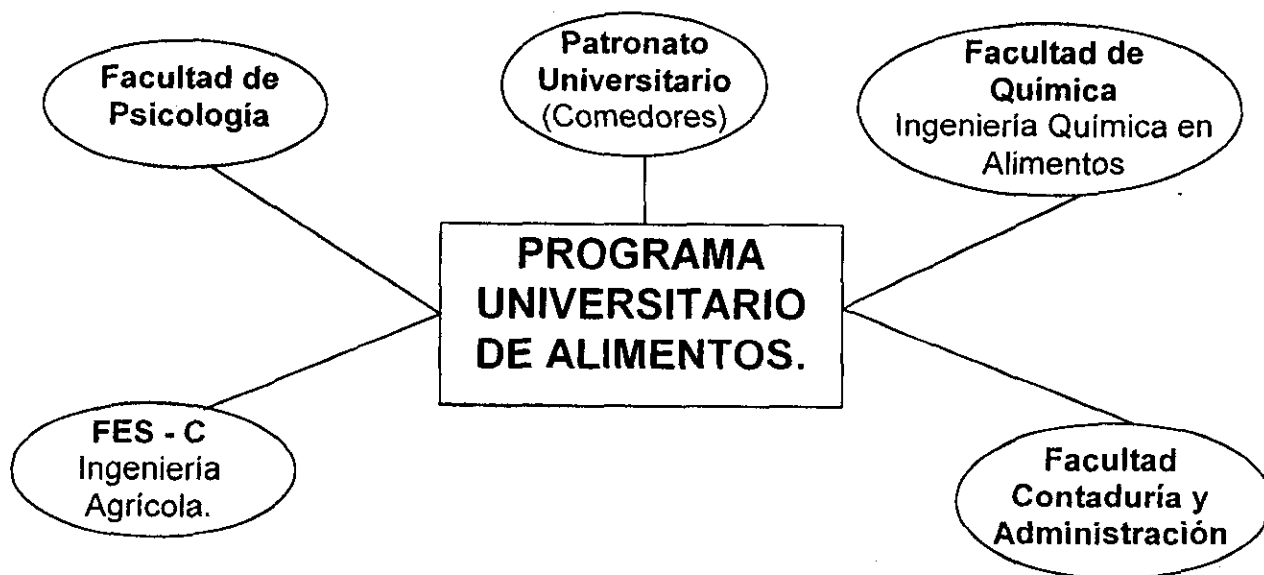 Facultad de
Psicología
Patronato
Universitario
(Comedores)
Facultad de
Química
Ingeniería Química en
Alimentos
PROGRAMA
UNIVERSITARIO
DE ALIMENTOS.
FES - C
Ingeniería
Agrícola.
Facultad
Contaduría y
Administración